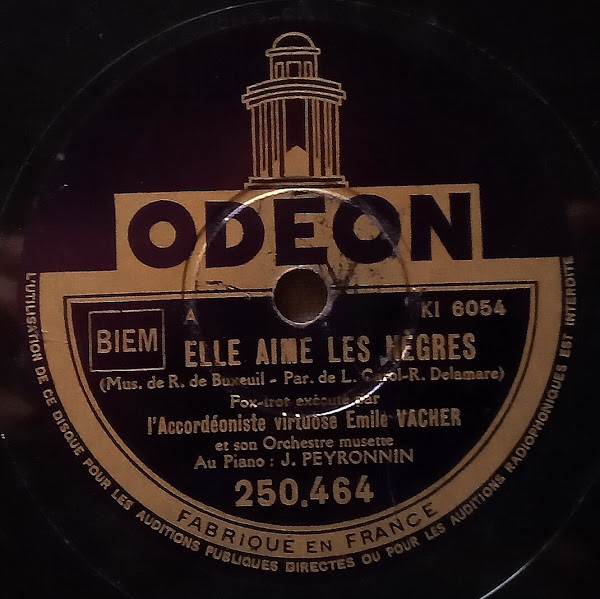 ODEON
BIEM
A
KI 6054
ELLE AIME LES NÈGRES
(Mus. de R. de Buxeuil - Par. de L. Carol-R. Delamare)
Fox-trot exécuté par
l'Accordéoniste virtuose Emile VACHER
et son Orchestre musette
Au Piano : J. PEYRONNIN
250.464
FABRIQUÉ EN FRANCE
L'UTILISATION DE CE DISQUE POUR LES AUDITIONS PUBLIQUES DIRECTES OU POUR LES AUDITIONS RADIOPHONIQUES EST INTERDITE